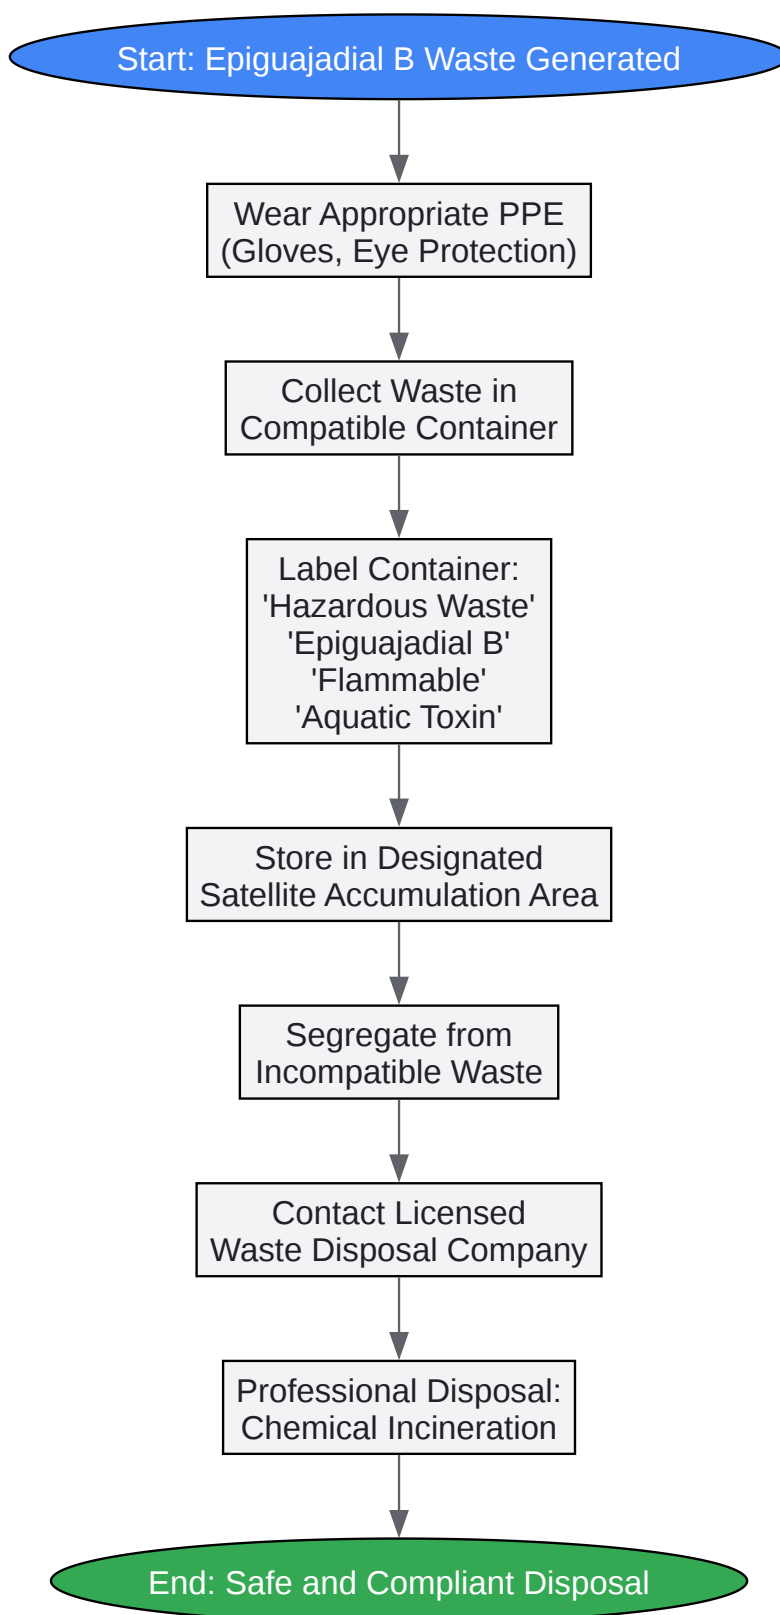 Start: Epiguajadial B Waste Generated
Wear Appropriate PPE
(Gloves, Eye Protection)
Collect Waste in
Compatible Container
Label Container:
'Hazardous Waste'
'Epiguajadial B'
'Flammable'
'Aquatic Toxin'
Store in Designated
Satellite Accumulation Area
Segregate from
Incompatible Waste
Contact Licensed
Waste Disposal Company
Professional Disposal:
Chemical Incineration
End: Safe and Compliant Disposal